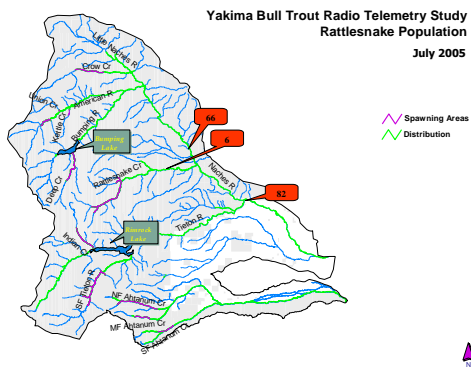 Yakima Bull Trout Radio Telemetry Study
Rattlesnake Population
July 2005
Spawning Areas
Distribution
Little Naches R
Crow Cr
Union Cr
American R
Kettle Cr
Bumping R
Bumping
Lake
66
6
Rattlesnake Cr
Naches R
Deep Cr
82
Tieton R
Rimrock
Lake
Indian Cr
SF Tieton R
NF Ahtanum Cr
MF Ahtanum Cr
SF Ahtanum Cr
N